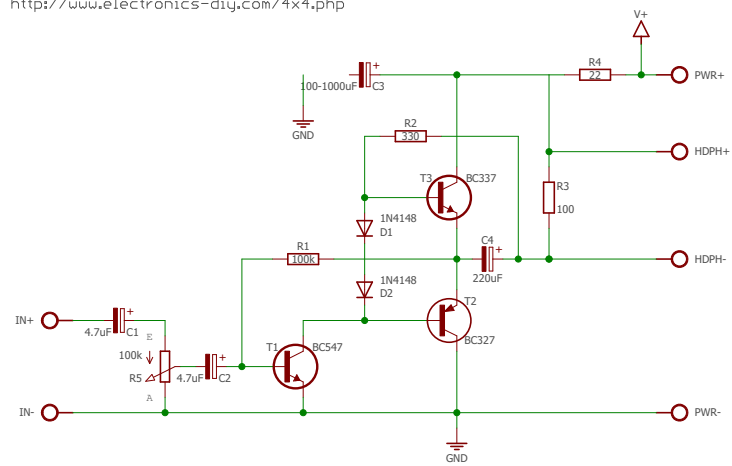 http://www.electronics-diy.com/4x4.php
V+
R4
22
PWR+
100-1000uF
+
C3
GND
R2
330
HDPH+
T3
BC337
R3
100
1N4148
D1
R1
100k
C4
+
220uF
HDPH-
1N4148
D2
T2
BC327
IN+
+
4.7uF
C1
E
100k
R5
A
+
4.7uF
C2
T1
BC547
IN-
PWR-
GND